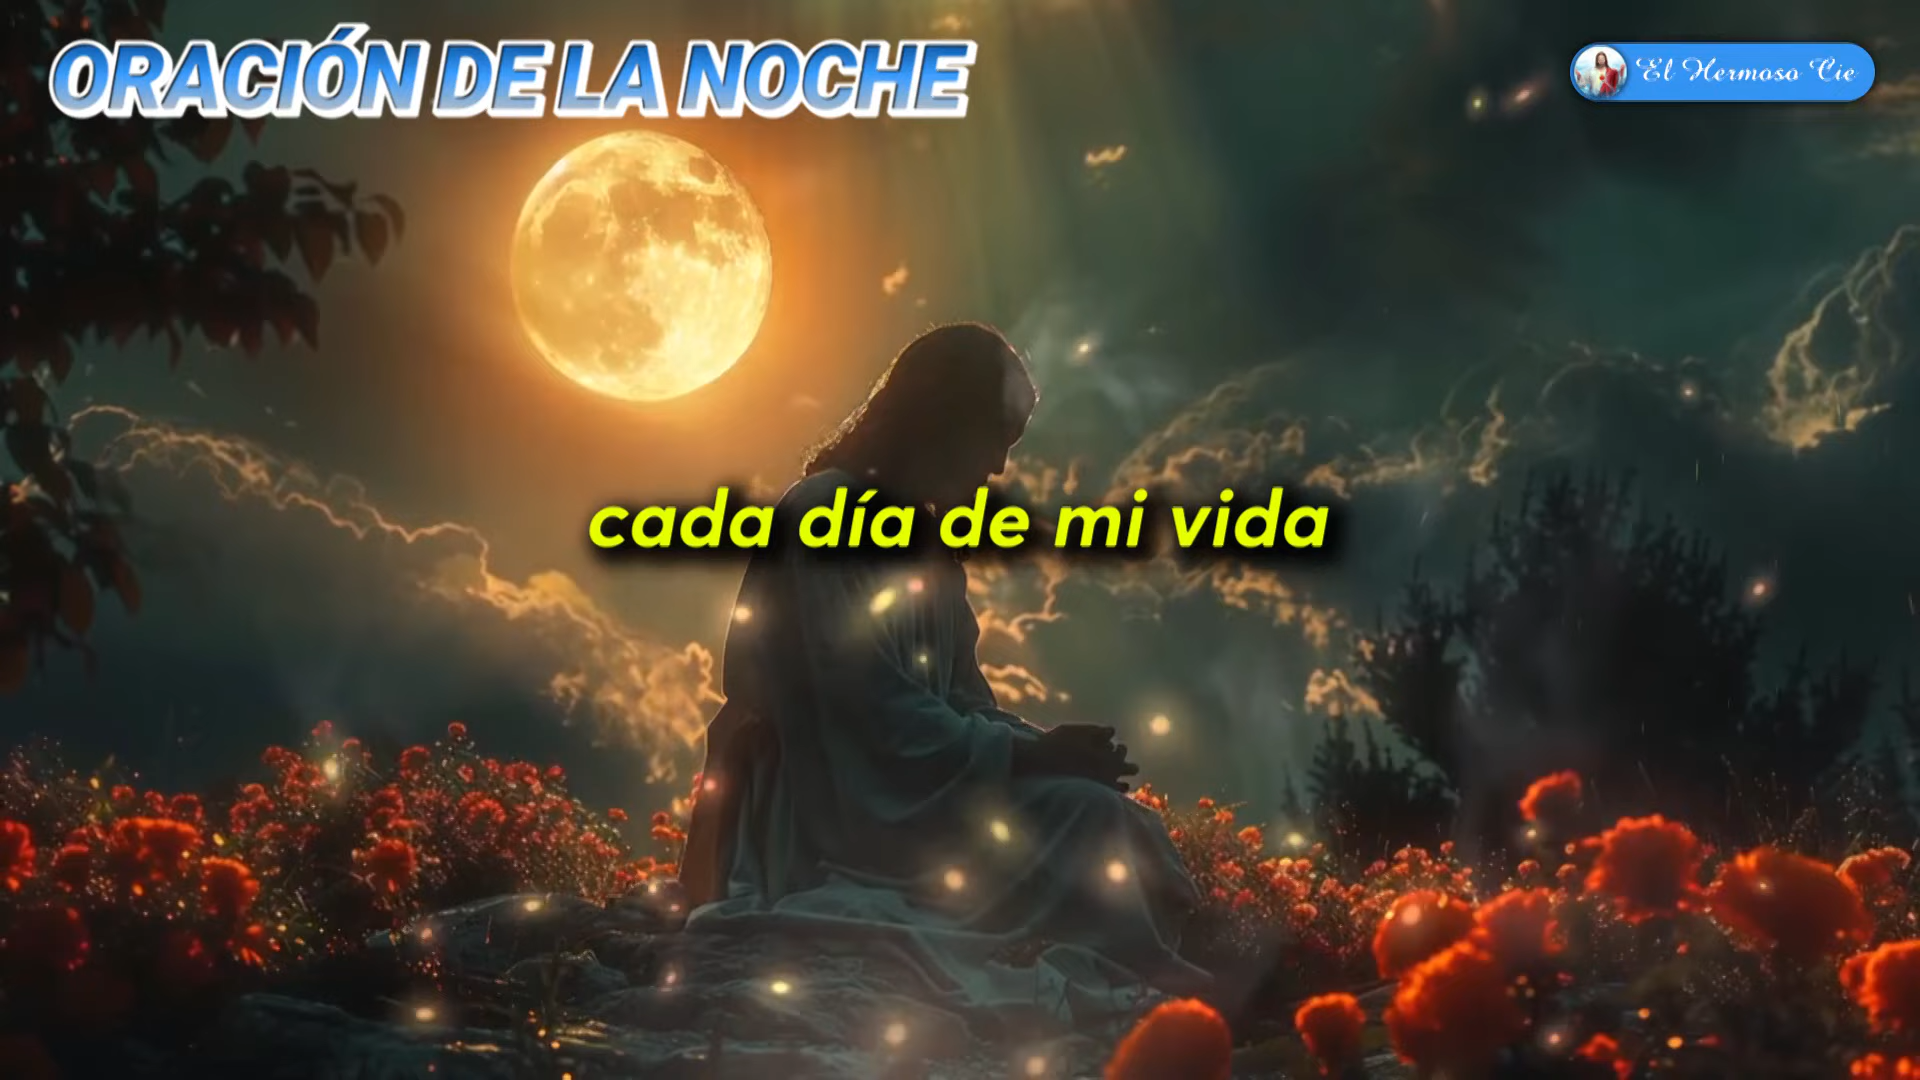 ORACIÓN DE LA NOCHE
El Hermoso Cie
cada día de mi vida